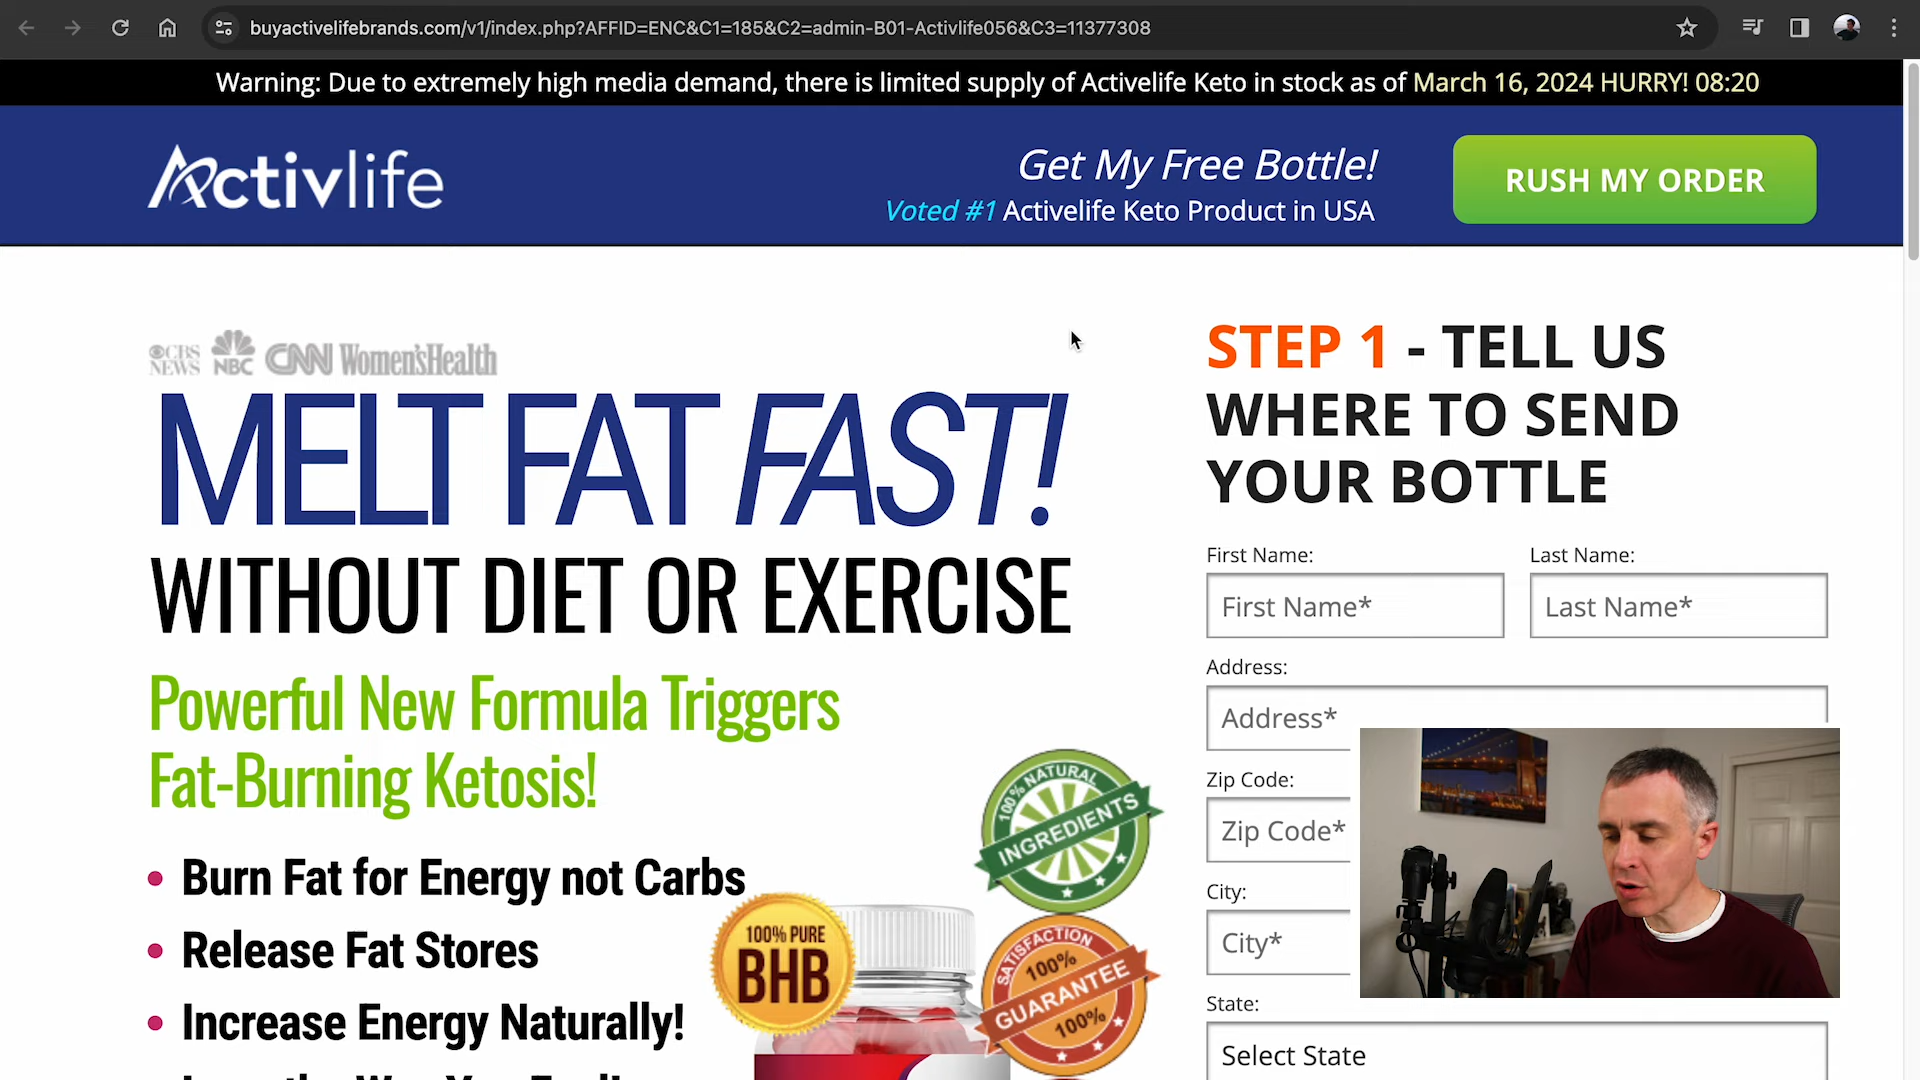 buyactivelifebrands.com/v1/index.php?AFFID=ENC&C1=185&C2=admin-B01-Activlife056&C3=11377308
Warning: Due to extremely high media demand, there is limited supply of Activelife Keto in stock as of March 16, 2024 HURRY! 08:20
Activlife
Get My Free Bottle!
Voted #1 Activelife Keto Product in USA
RUSH MY ORDER
CBS NEWS NBC CNN Women'sHealth
MELT FAT FAST!
WITHOUT DIET OR EXERCISE
Powerful New Formula Triggers
Fat-Burning Ketosis!
• Burn Fat for Energy not Carbs
• Release Fat Stores
• Increase Energy Naturally!
100% PURE
BHB
100% NATURAL
INGREDIENTS
SATISFACTION
100%
GUARANTEE
100%
STEP 1 - TELL US
WHERE TO SEND
YOUR BOTTLE
First Name: Last Name:
First Name* Last Name*
Address:
Address*
Zip Code:
Zip Code*
City:
City*
State:
Select State